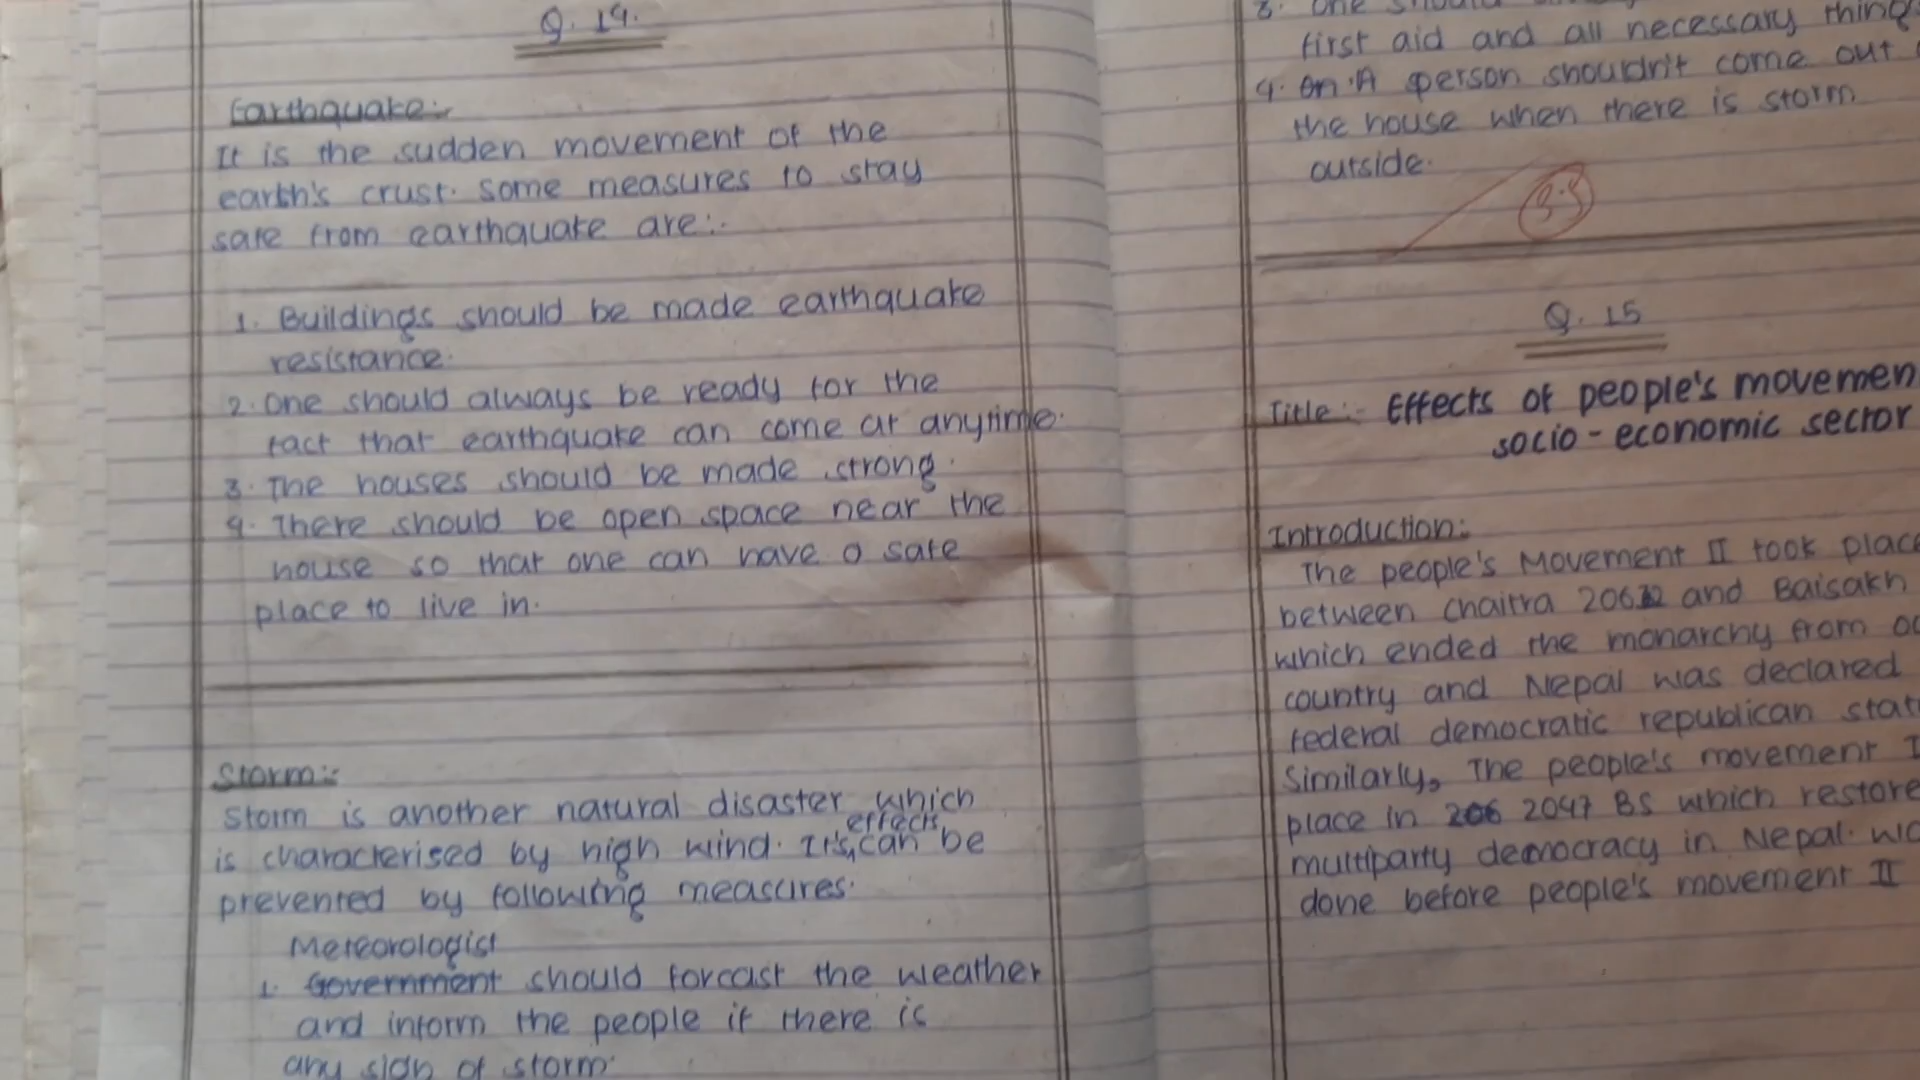 Q. 14.
Earthquake:-
It is the sudden movement of the
earth's crust. some measures to stay
safe from earthquake are:-
1. Buildings should be made earthquake
resistance.
2. One should always be ready for the
fact that earthquake can come at anytime.
3. The houses should be made strong.
4. There should be open space near the
house so that one can have a safe
place to live in.
Storm:-
Storm is another natural disaster which
effects
is characterised by high wind. It's can be
prevented by following measures.
Meteorologist
1. Government should forcast the weather
and inform the people if there is
any sign of storm.
3. One should
first aid and all necessary thing
4. A person shouldn't come out
the house when there is storm
outside.
3.5
Q. 15
Title:- Effects of people's movemen
socio-economic sector
Introduction:
The people's Movement II took place
between chaitra 2062 and Baisakh
which ended the monarchy from
country and Nepal was declared
federal democratic republican stat
Similarly, The people's movement I
place in 206 2047 BS which restore
multiparty democracy in Nepal.
done before people's movement II